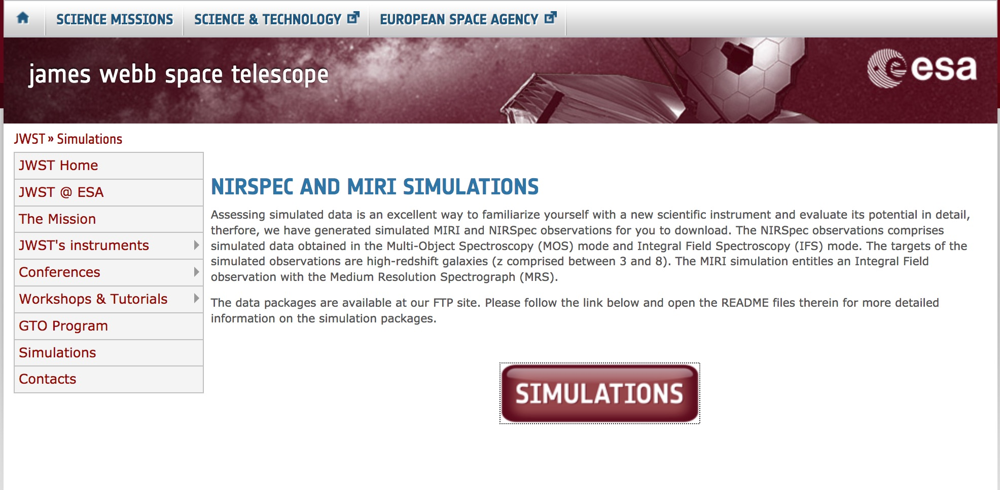 SCIENCE MISSIONS
SCIENCE & TECHNOLOGY
EUROPEAN SPACE AGENCY
james webb space telescope
esa
JWST » Simulations
JWST Home
JWST @ ESA
The Mission
JWST's instruments
Conferences
Workshops & Tutorials
GTO Program
Simulations
Contacts
NIRSPEC AND MIRI SIMULATIONS
Assessing simulated data is an excellent way to familiarize yourself with a new scientific instrument and evaluate its potential in detail,
therfore, we have generated simulated MIRI and NIRSpec observations for you to download. The NIRSpec observations comprises
simulated data obtained in the Multi-Object Spectroscopy (MOS) mode and Integral Field Spectroscopy (IFS) mode. The targets of the
simulated observations are high-redshift galaxies (z comprised between 3 and 8). The MIRI simulation entitles an Integral Field
observation with the Medium Resolution Spectrograph (MRS).
The data packages are available at our FTP site. Please follow the link below and open the README files therein for more detailed
information on the simulation packages.
SIMULATIONS